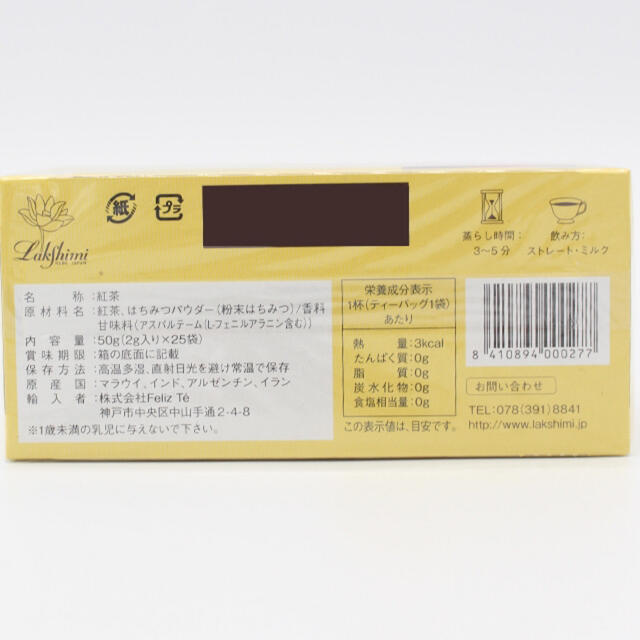 紙
プラ
Lakshimi
KOBE, JAPAN
蒸らし時間:
3〜5分
飲み方:
ストレート・ミルク
名称:紅茶
原材料名:紅茶、はちみつパウダー(粉末はちみつ)/香料
甘味料(アスパルテーム{L-フェニルアラニン含む})
内容量:50g(2g入り×25袋)
賞味期限:箱の底面に記載
保存方法:高温多湿、直射日光を避け常温で保存
原産国:マラウイ、インド、アルゼンチン、イラン
輸入者:株式会社Feliz Té
神戸市中央区中山手通2-4-8
※1歳未満の乳児に与えないで下さい。
栄養成分表示
1杯(ティーバッグ1袋)
あたり
熱量:3kcal
たんぱく質:0g
脂質:0g
炭水化物:0g
食塩相当量:0g
この表示値は、目安です。
8 410894 000277
お問い合わせ
TEL:078(391)8841
http://www.lakshimi.jp